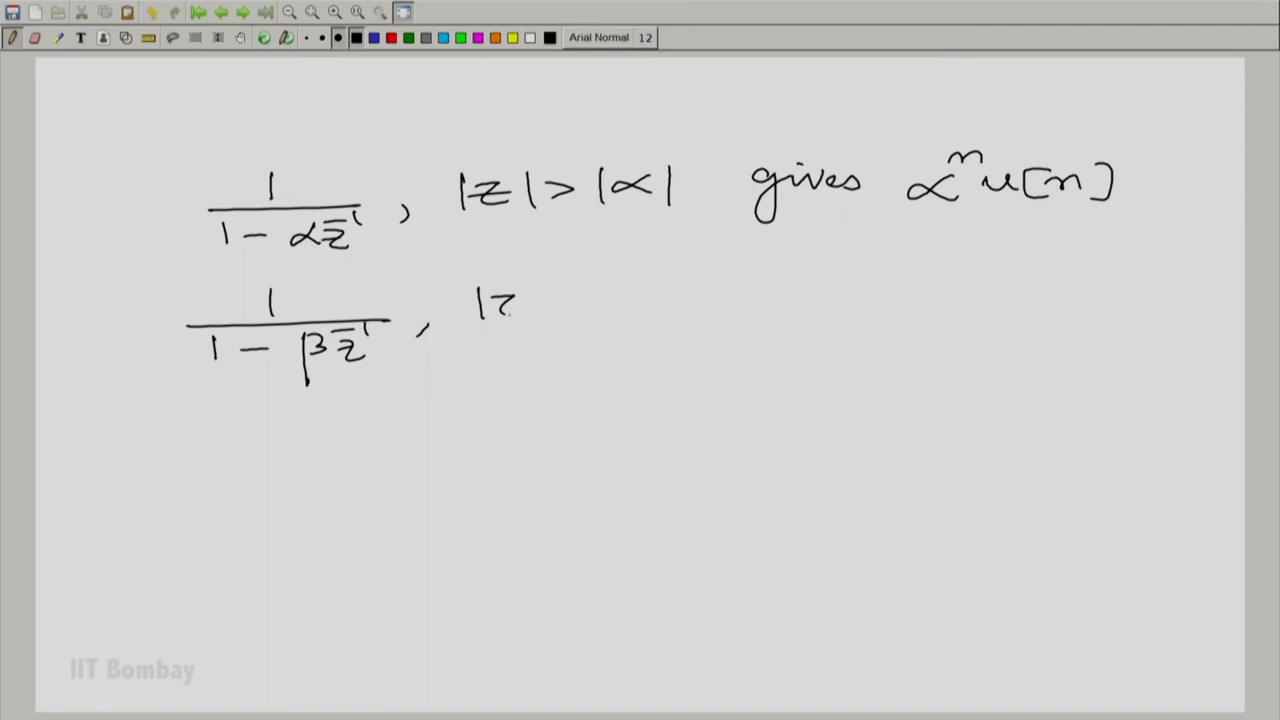 Arial Normal 12
1
1 - αz⁻¹ , |z| > |α| gives αⁿu[n]
1
1 - βz⁻¹ , |z
IIT Bombay